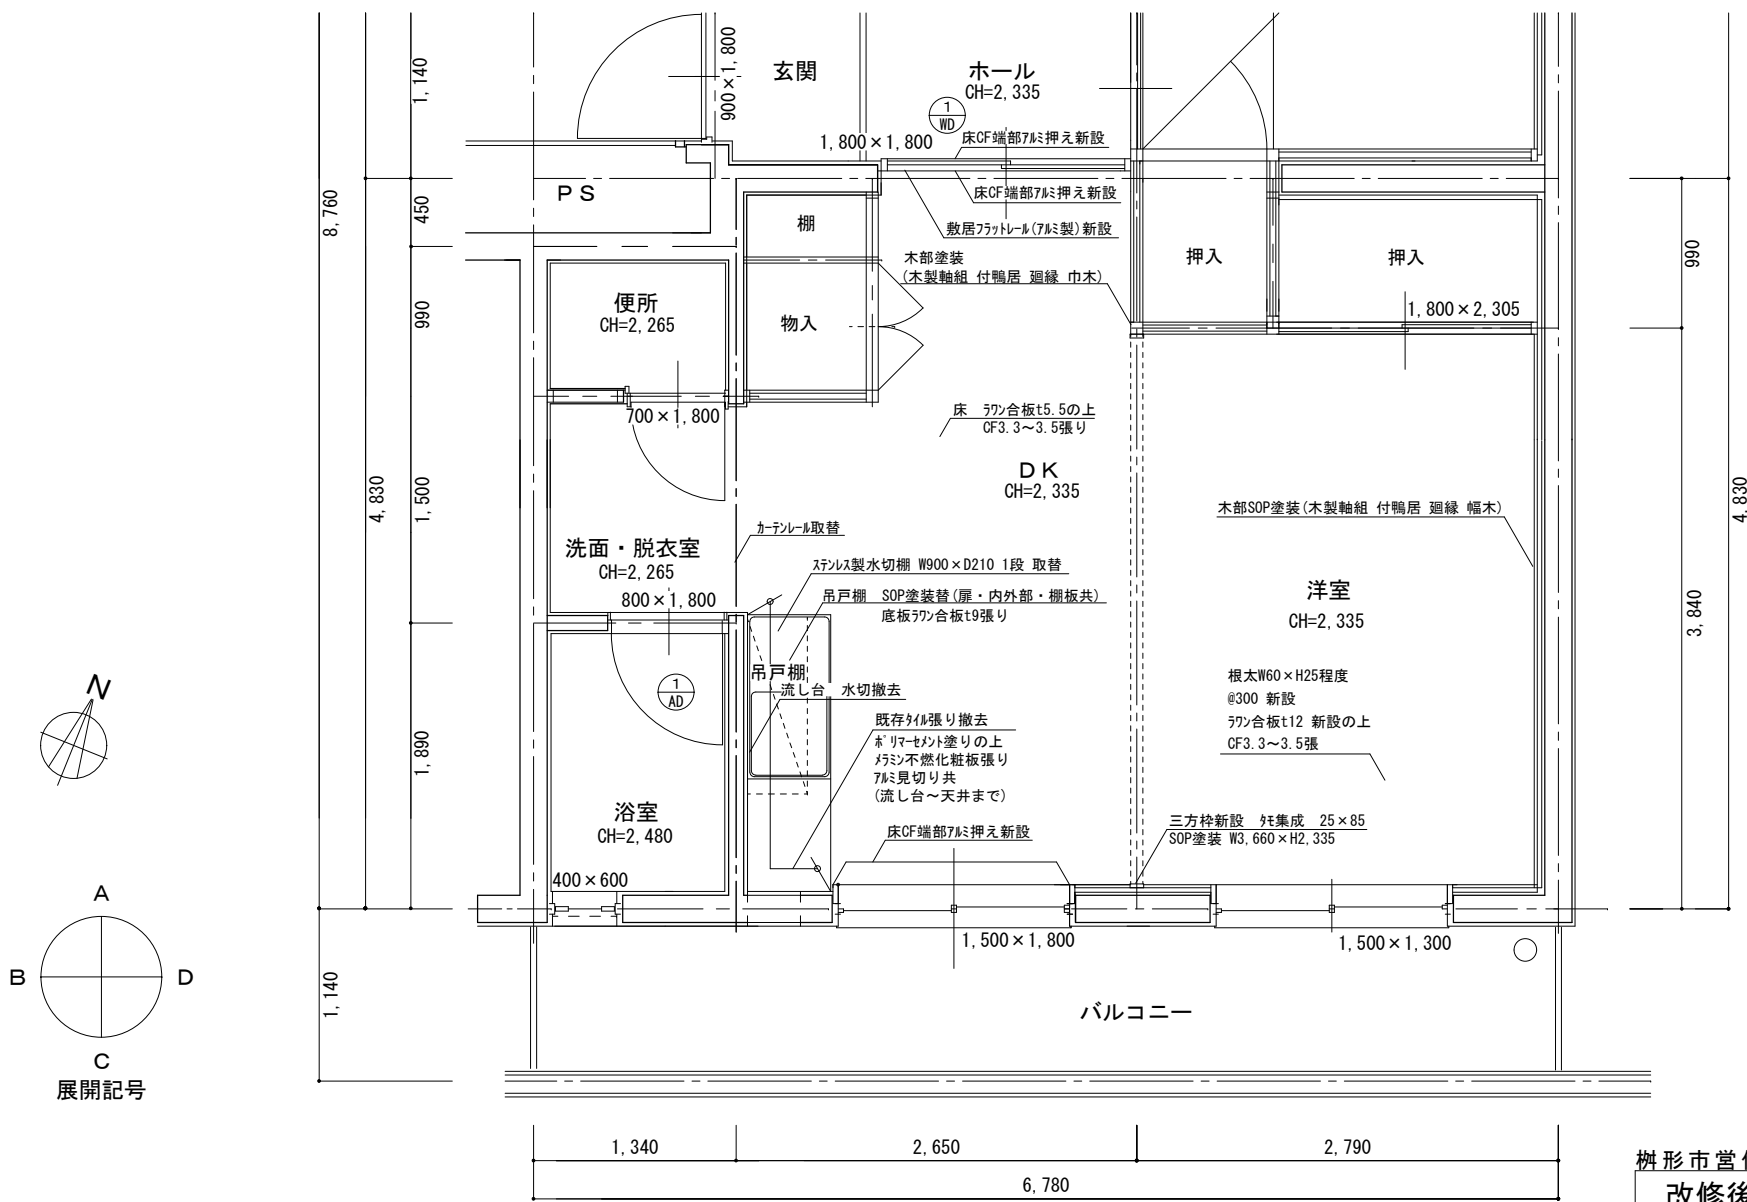 玄関
ホール
CH=2,335
1
WD
900×1,800
1,800×1,800
床CF端部アルミ押え新設
床CF端部アルミ押え新設
敷居フラットレール(アルミ製)新設
PS
棚
木部塗装
(木製軸組 付鴨居 廻縁 巾木)
押入
押入
1,800×2,305
便所
CH=2,265
物入
700×1,800
床 ラワン合板t5.5の上
CF3.3～3.5張り
DK
CH=2,335
木部SOP塗装(木製軸組 付鴨居 廻縁 幅木)
カーテンレール取替
洗面・脱衣室
CH=2,265
800×1,800
ステンレス製水切棚 W900×D210 1段 取替
吊戸棚 SOP塗装替(扉・内外部・棚板共)
底板ラワン合板t9張り
洋室
CH=2,335
吊戸棚
流し台 水切撤去
1
AD
根太W60×H25程度
@300 新設
ラワン合板t12 新設の上
CF3.3～3.5張
既存タイル張り撤去
ポリマーセメント塗りの上
メラミン不燃化粧板張り
アルミ見切り共
(流し台～天井まで)
浴室
CH=2,480
床CF端部アルミ押え新設
三方枠新設 タモ集成 25×85
SOP塗装 W3,660×H2,335
400×600
1,500×1,800
1,500×1,300
バルコニー
8,760
1,140
4,830
1,140
450
990
1,500
1,890
990
3,840
4,830
N
A
B
D
C
展開記号
1,340
2,650
2,790
6,780
桝形市営
改修後